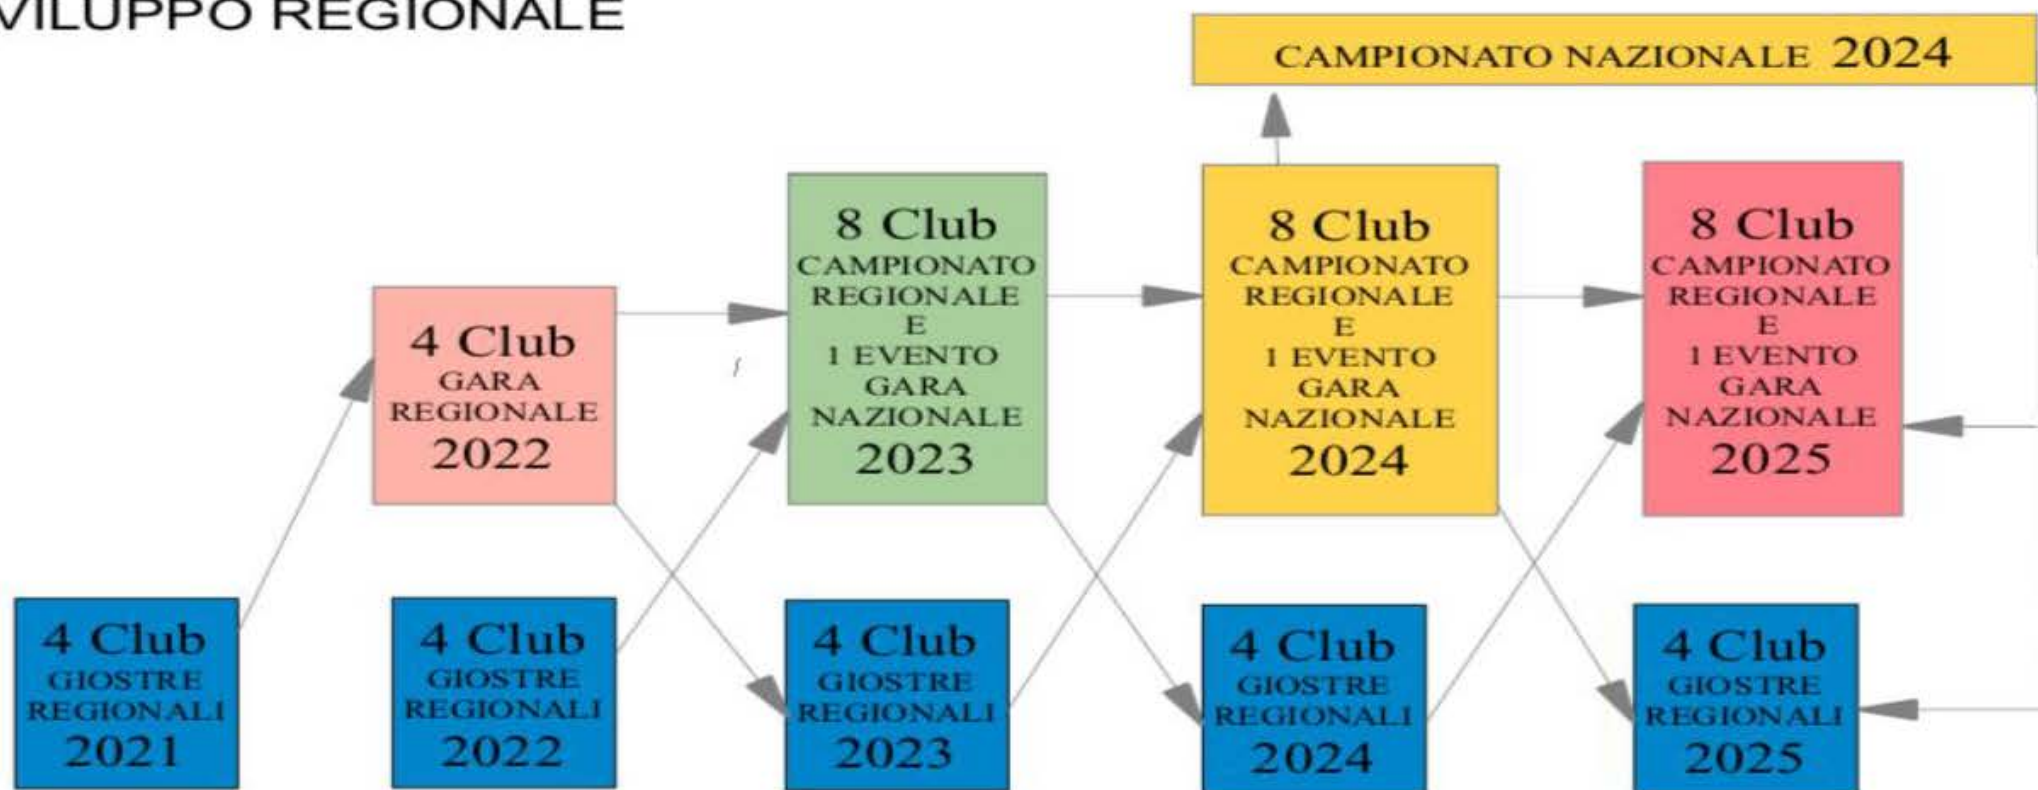 VILUPPO REGIONALE
CAMPIONATO NAZIONALE 2024
4 Club
GARA
REGIONALE
2022
8 Club
CAMPIONATO
REGIONALE
E
1 EVENTO
GARA
NAZIONALE
2023
8 Club
CAMPIONATO
REGIONALE
E
1 EVENTO
GARA
NAZIONALE
2024
8 Club
CAMPIONATO
REGIONALE
E
1 EVENTO
GARA
NAZIONALE
2025
4 Club
GIOSTRE
REGIONALI
2021
4 Club
GIOSTRE
REGIONALI
2022
4 Club
GIOSTRE
REGIONALI
2023
4 Club
GIOSTRE
REGIONALI
2024
4 Club
GIOSTRE
REGIONALI
2025